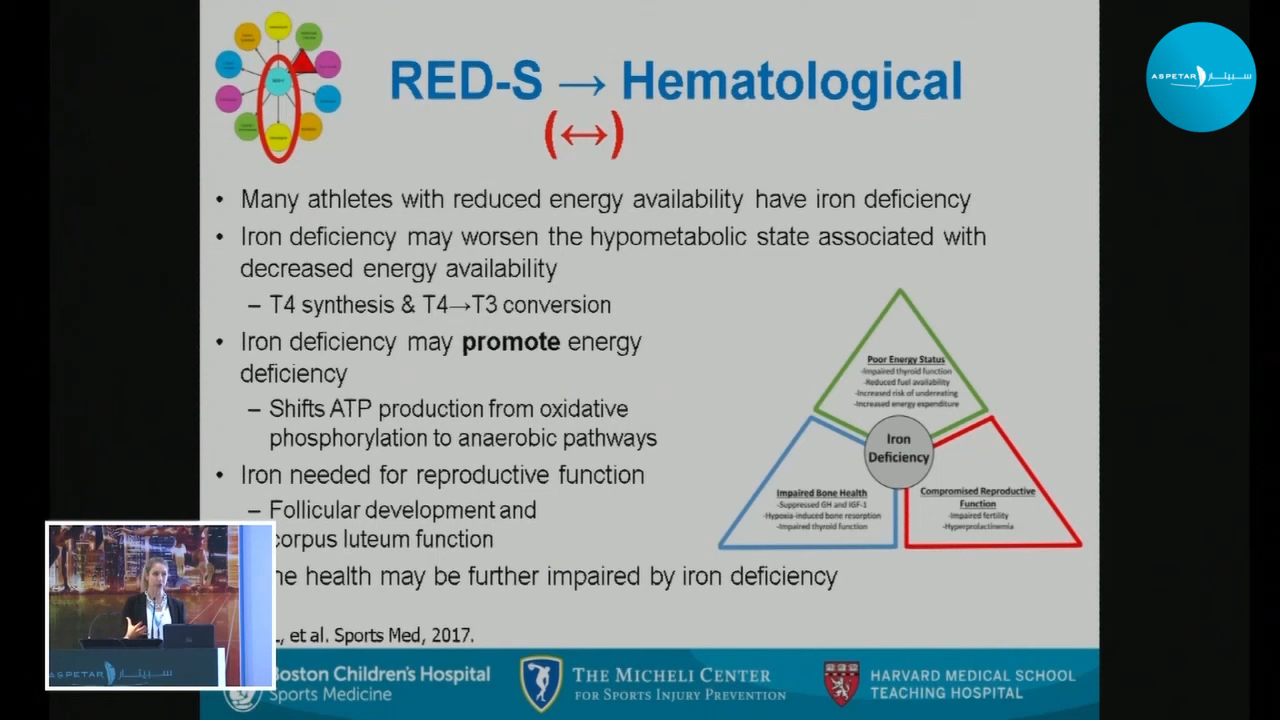 RED-S → Hematological
(↔)
ASPETAR سبيتار
• Many athletes with reduced energy availability have iron deficiency
• Iron deficiency may worsen the hypometabolic state associated with
decreased energy availability
– T4 synthesis & T4→T3 conversion
• Iron deficiency may promote energy
deficiency
– Shifts ATP production from oxidative
phosphorylation to anaerobic pathways
• Iron needed for reproductive function
– Follicular development and
corpus luteum function
health may be further impaired by iron deficiency
Poor Energy Status
-Impaired thyroid function
-Reduced fuel availability
-Increased risk of undereating
-Increased energy expenditure
Iron
Deficiency
Impaired Bone Health
-Suppressed GH and IGF-1
-Hypoxia-induced bone resorption
-Impaired thyroid function
Compromised Reproductive
Function
-Impaired fertility
-Hyperprolactinemia
, et al. Sports Med, 2017.
ASPETAR سبيتار
Boston Children's Hospital
Sports Medicine
THE MICHELI CENTER
FOR SPORTS INJURY PREVENTION
HARVARD MEDICAL SCHOOL
TEACHING HOSPITAL